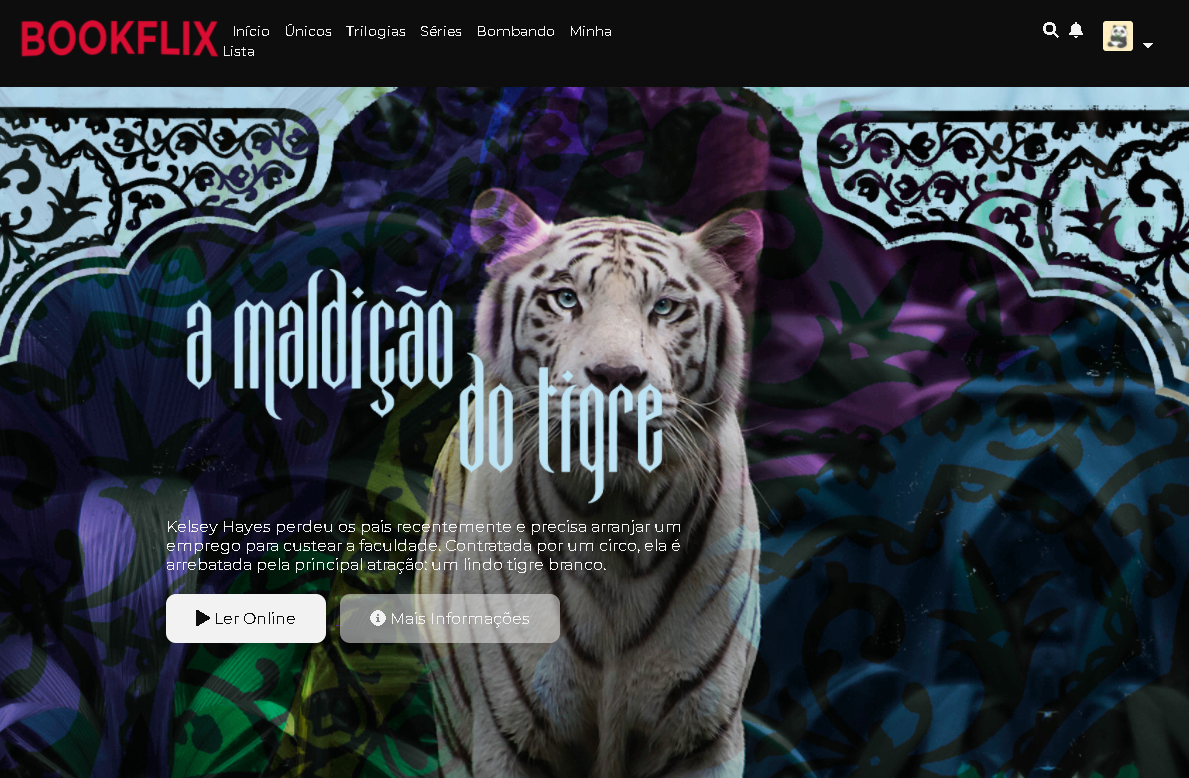 BOOKFLIX
Início Únicos Trilogias Séries Bombando Minha
Lista
a maldição
do tigre
Kelsey Hayes perdeu os pais recentemente e precisa arranjar um
emprego para custear a faculdade. Contratada por um circo, ela é
arrebatada pela principal atração: um lindo tigre branco.
Ler Online
Mais Informações